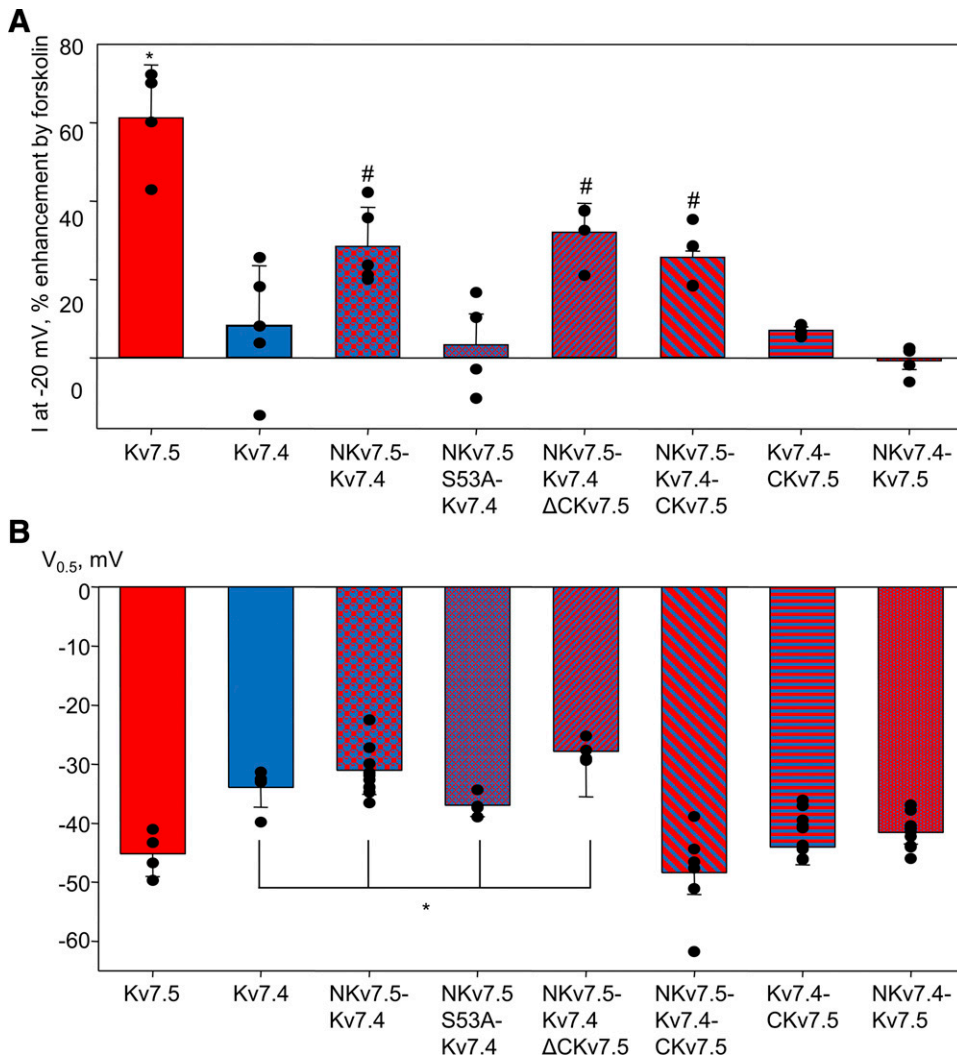 A
I at -20 mV, % enhancement by forskolin
80
60
40
20
0
*
#
#
#
Kv7.5
Kv7.4
NKv7.5-
Kv7.4
NKv7.5
S53A-
Kv7.4
NKv7.5-
Kv7.4
ΔCKv7.5
NKv7.5-
Kv7.4-
CKv7.5
Kv7.4-
CKv7.5
NKv7.4-
Kv7.5
B
V0.5, mV
0
-10
-20
-30
-40
-50
-60
*
Kv7.5
Kv7.4
NKv7.5-
Kv7.4
NKv7.5
S53A-
Kv7.4
NKv7.5-
Kv7.4
ΔCKv7.5
NKv7.5-
Kv7.4-
CKv7.5
Kv7.4-
CKv7.5
NKv7.4-
Kv7.5